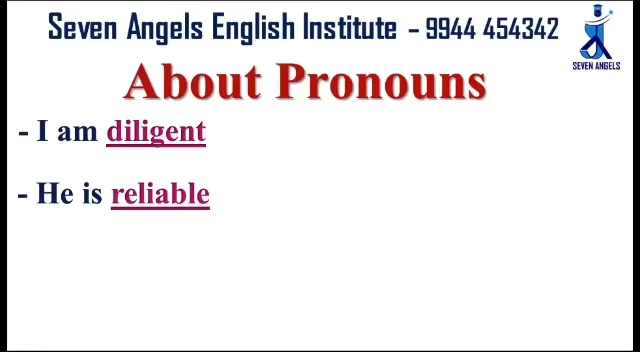 Seven Angels English Institute - 9944 454342
SEVEN ANGELS
About Pronouns
- I am diligent
- He is reliable